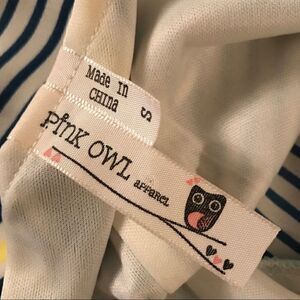 Made in
CHINA
S
PINK OWL
APPAREL